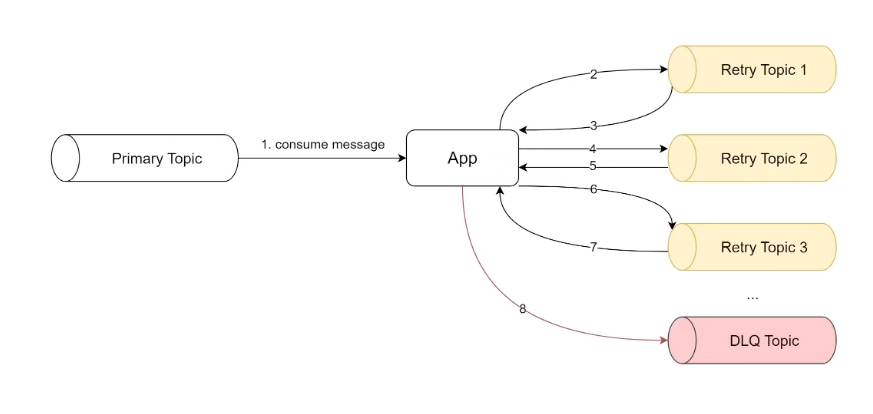 2
Retry Topic 1
3
1. consume message
Primary Topic
App
4
Retry Topic 2
5
6
7
Retry Topic 3
...
8
DLQ Topic